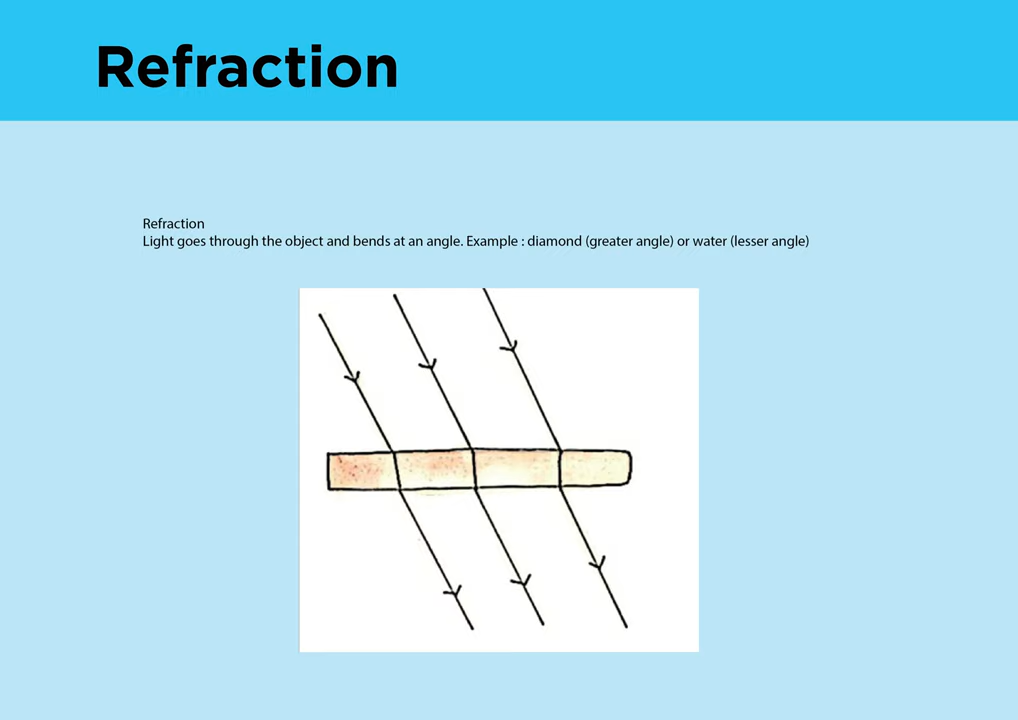 Refraction
Refraction
Light goes through the object and bends at an angle. Example : diamond (greater angle) or water (lesser angle)